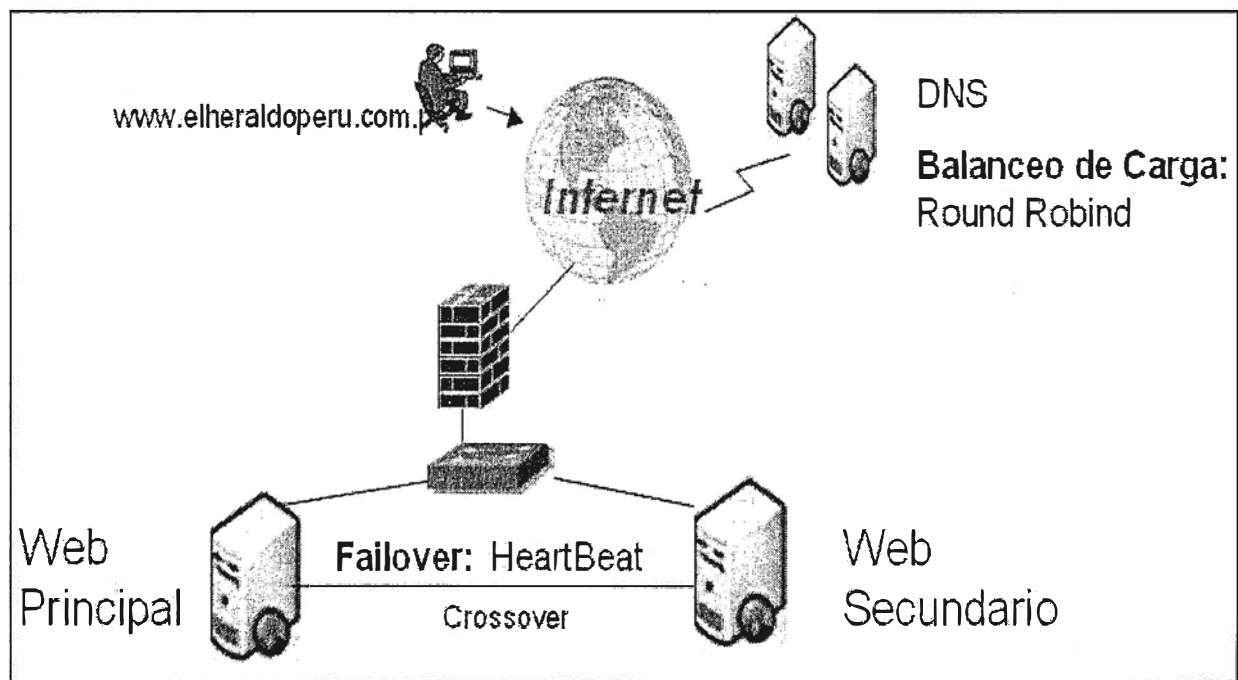 www.elheraldoperu.com.p
Internet
DNS
Balanceo de Carga:
Round Robind
Web
Principal
Failover: HeartBeat
Crossover
Web
Secundario